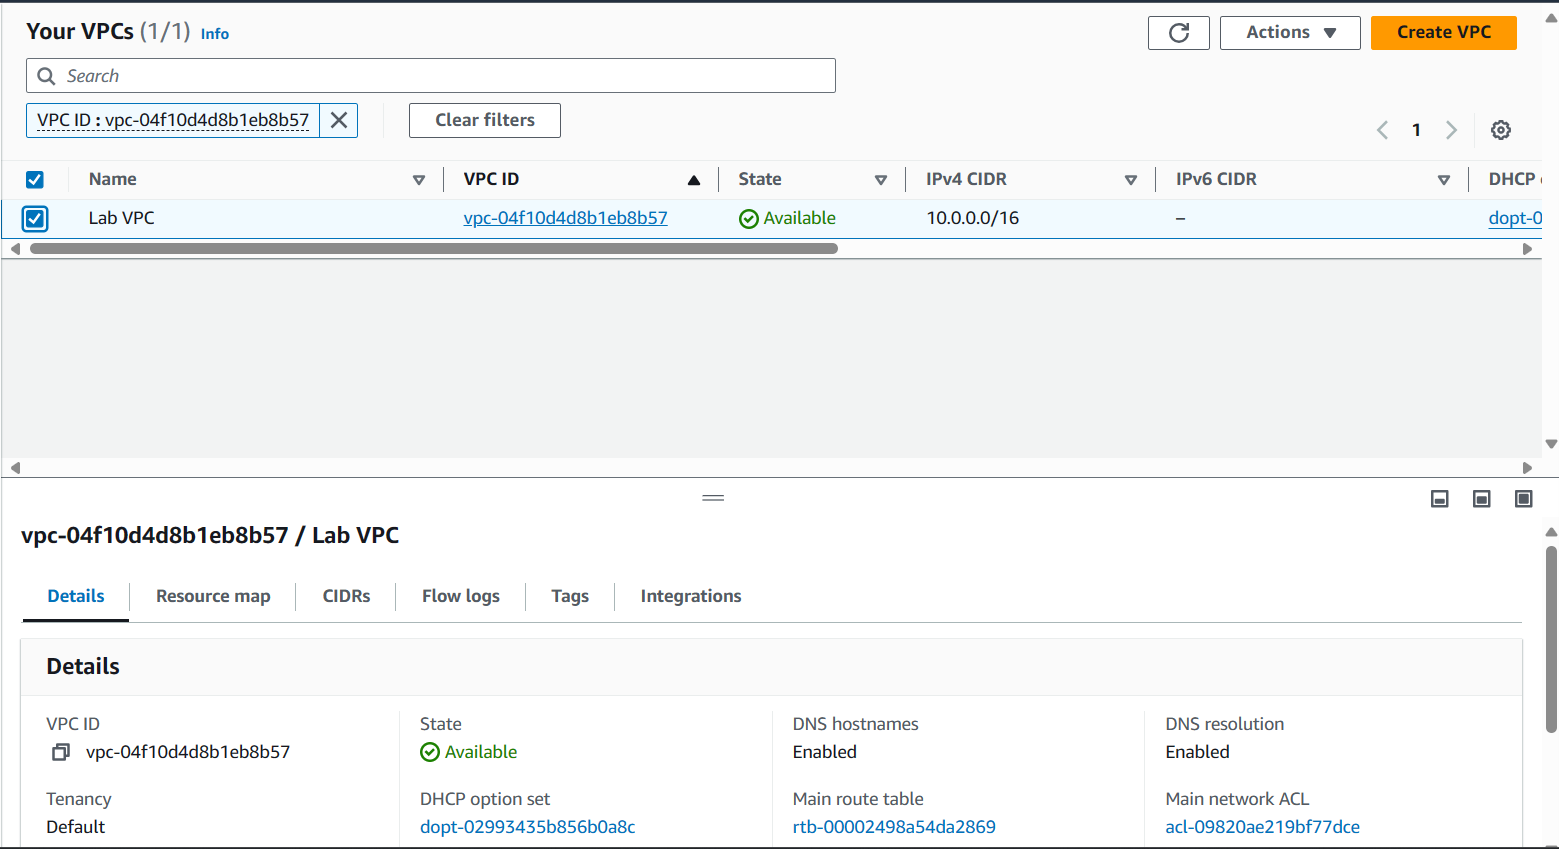 Your VPCs (1/1) Info
Actions
Create VPC
Search
VPC ID : vpc-04f10d4d8b1eb8b57
Clear filters
1
Name VPC ID State IPv4 CIDR IPv6 CIDR DHCP
Lab VPC vpc-04f10d4d8b1eb8b57 Available 10.0.0.0/16 – dopt-0
vpc-04f10d4d8b1eb8b57 / Lab VPC
Details Resource map CIDRs Flow logs Tags Integrations
Details
VPC ID State DNS hostnames DNS resolution
vpc-04f10d4d8b1eb8b57 Available Enabled Enabled
Tenancy DHCP option set Main route table Main network ACL
Default dopt-02993435b856b0a8c rtb-00002498a54da2869 acl-09820ae219bf77dce